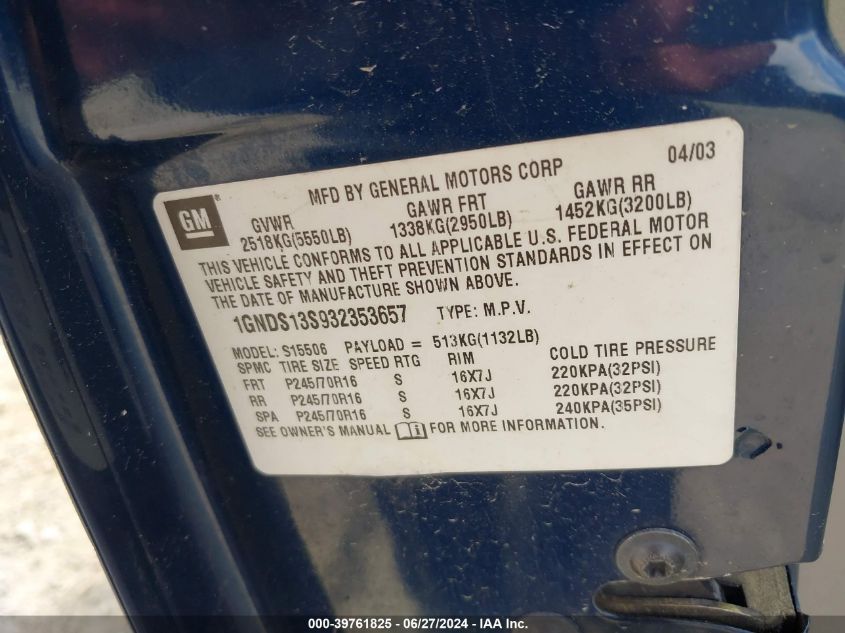 04/03
MFD BY GENERAL MOTORS CORP
GM
GVWR GAWR FRT GAWR RR
2518KG(5550LB) 1338KG(2950LB) 1452KG(3200LB)
THIS VEHICLE CONFORMS TO ALL APPLICABLE U.S. FEDERAL MOTOR
VEHICLE SAFETY AND THEFT PREVENTION STANDARDS IN EFFECT ON
THE DATE OF MANUFACTURE SHOWN ABOVE.
1GNDS13S932353657 TYPE: M.P.V.
MODEL: S15506 PAYLOAD = 513KG(1132LB)
SPMC TIRE SIZE SPEED RTG RIM COLD TIRE PRESSURE
FRT P245/70R16 S 16X7J 220KPA(32PSI)
RR P245/70R16 S 16X7J 220KPA(32PSI)
SPA P245/70R16 S 16X7J 240KPA(35PSI)
SEE OWNER'S MANUAL i FOR MORE INFORMATION.
000-39761825 06/27/2024 IAA Inc.